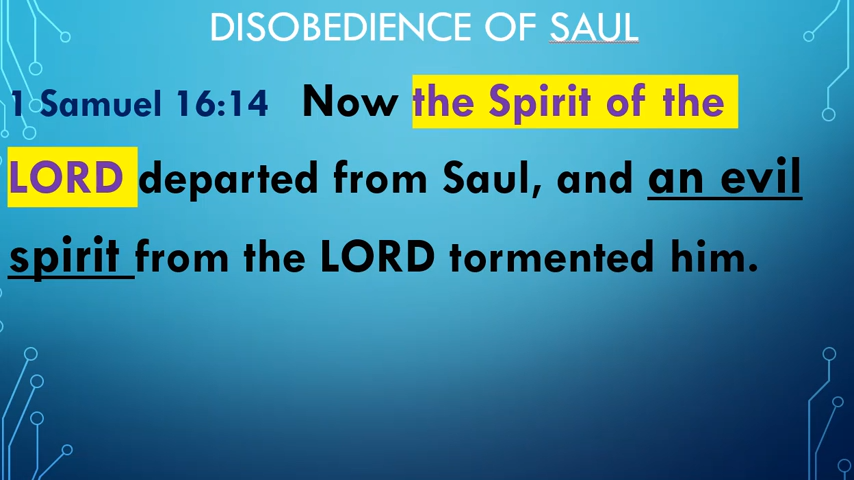 DISOBEDIENCE OF SAUL
1 Samuel 16:14 Now the Spirit of the
LORD departed from Saul, and an evil
spirit from the LORD tormented him.